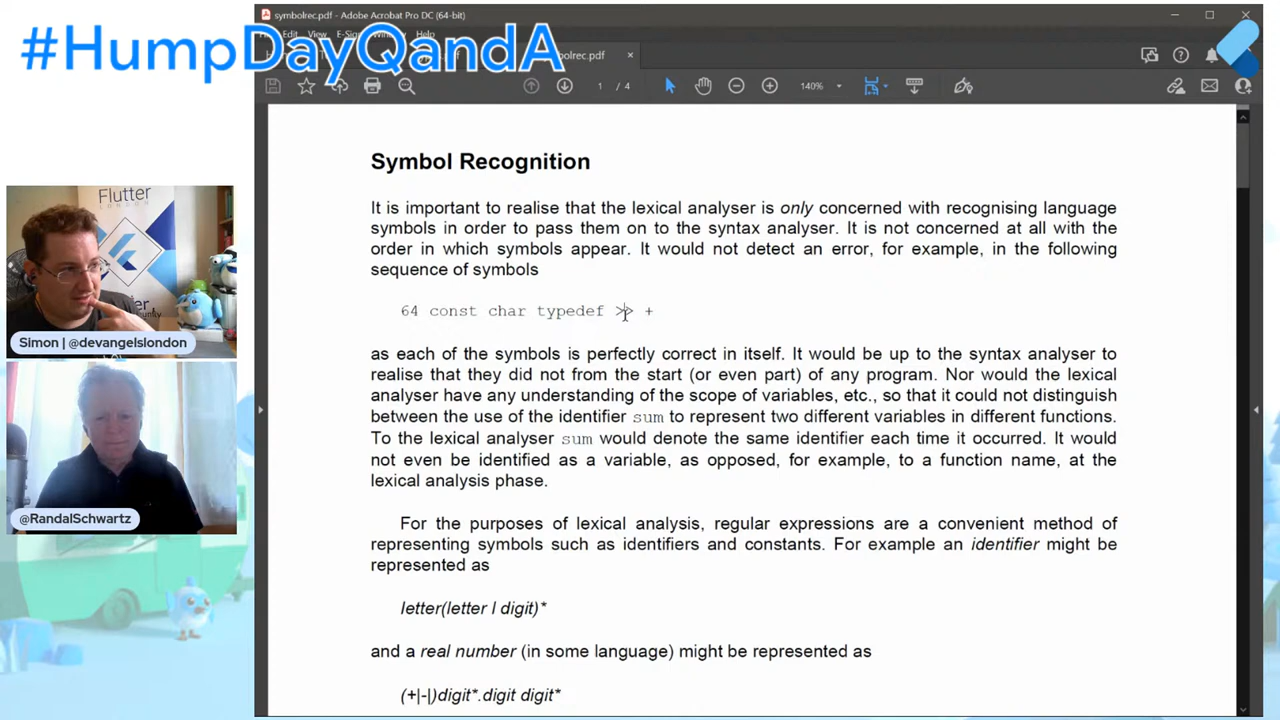 symbolrec.pdf - Adobe Acrobat Pro DC (64-bit)
Edit View E-Sign Window Help
#HumpDayQandA
bolrec.pdf ×
1 / 4 140%
Symbol Recognition
It is important to realise that the lexical analyser is only concerned with recognising language
symbols in order to pass them on to the syntax analyser. It is not concerned at all with the
order in which symbols appear. It would not detect an error, for example, in the following
sequence of symbols
64 const char typedef >> +
as each of the symbols is perfectly correct in itself. It would be up to the syntax analyser to
realise that they did not from the start (or even part) of any program. Nor would the lexical
analyser have any understanding of the scope of variables, etc., so that it could not distinguish
between the use of the identifier sum to represent two different variables in different functions.
To the lexical analyser sum would denote the same identifier each time it occurred. It would
not even be identified as a variable, as opposed, for example, to a function name, at the
lexical analysis phase.
For the purposes of lexical analysis, regular expressions are a convenient method of
representing symbols such as identifiers and constants. For example an identifier might be
represented as
letter(letter | digit)*
and a real number (in some language) might be represented as
(+|-|)digit*.digit digit*
Flutter
LONDON
Simon | @devangelslondon
@RandalSchwartz